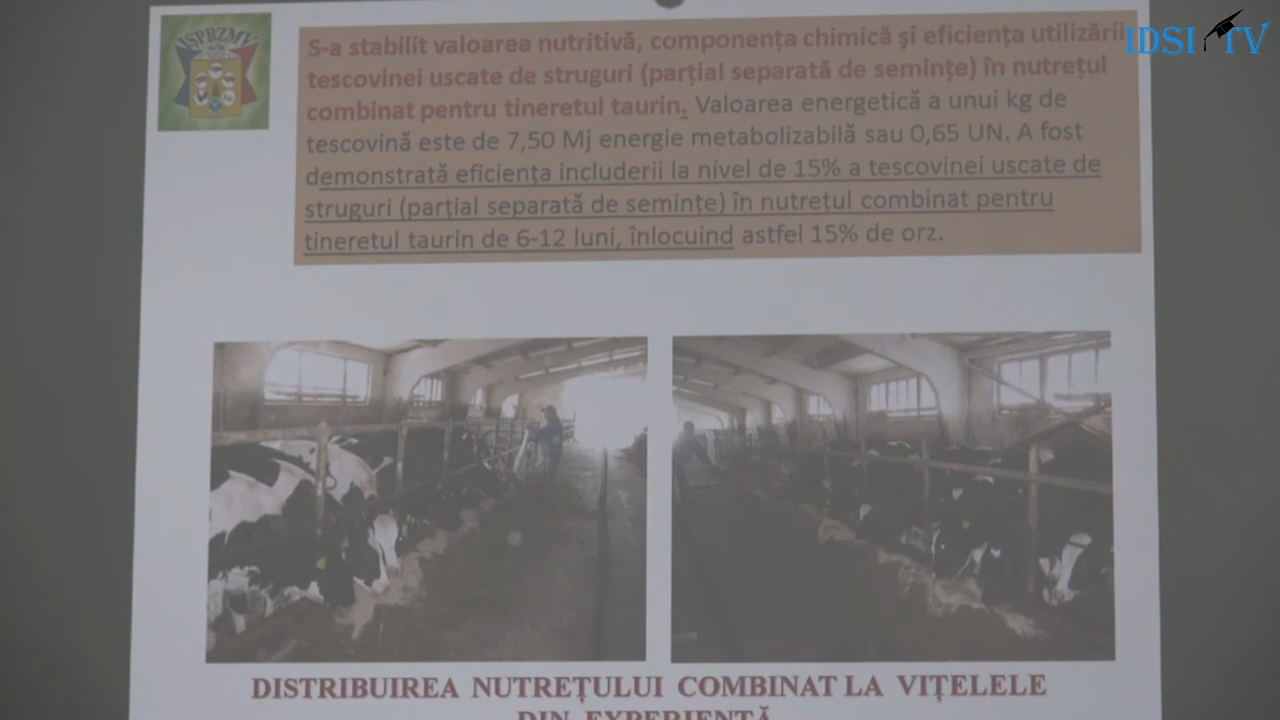 IDSI TV
IȘPBZMV
S-a stabilit valoarea nutritivă, componența chimică și eficiența utilizării
tescovinei uscate de struguri (parțial separată de semințe) în nutrețul
combinat pentru tineretul taurin. Valoarea energetică a unui kg de
tescovină este de 7,50 Mj energie metabolizabilă sau 0,65 UN. A fost
demonstrată eficiența includerii la nivel de 15% a tescovinei uscate de
struguri (parțial separată de semințe) în nutrețul combinat pentru
tineretul taurin de 6-12 luni, înlocuind astfel 15% de orz.
DISTRIBUIREA NUTREȚULUI COMBINAT LA VIȚELELE
DIN EXPERIENȚĂ